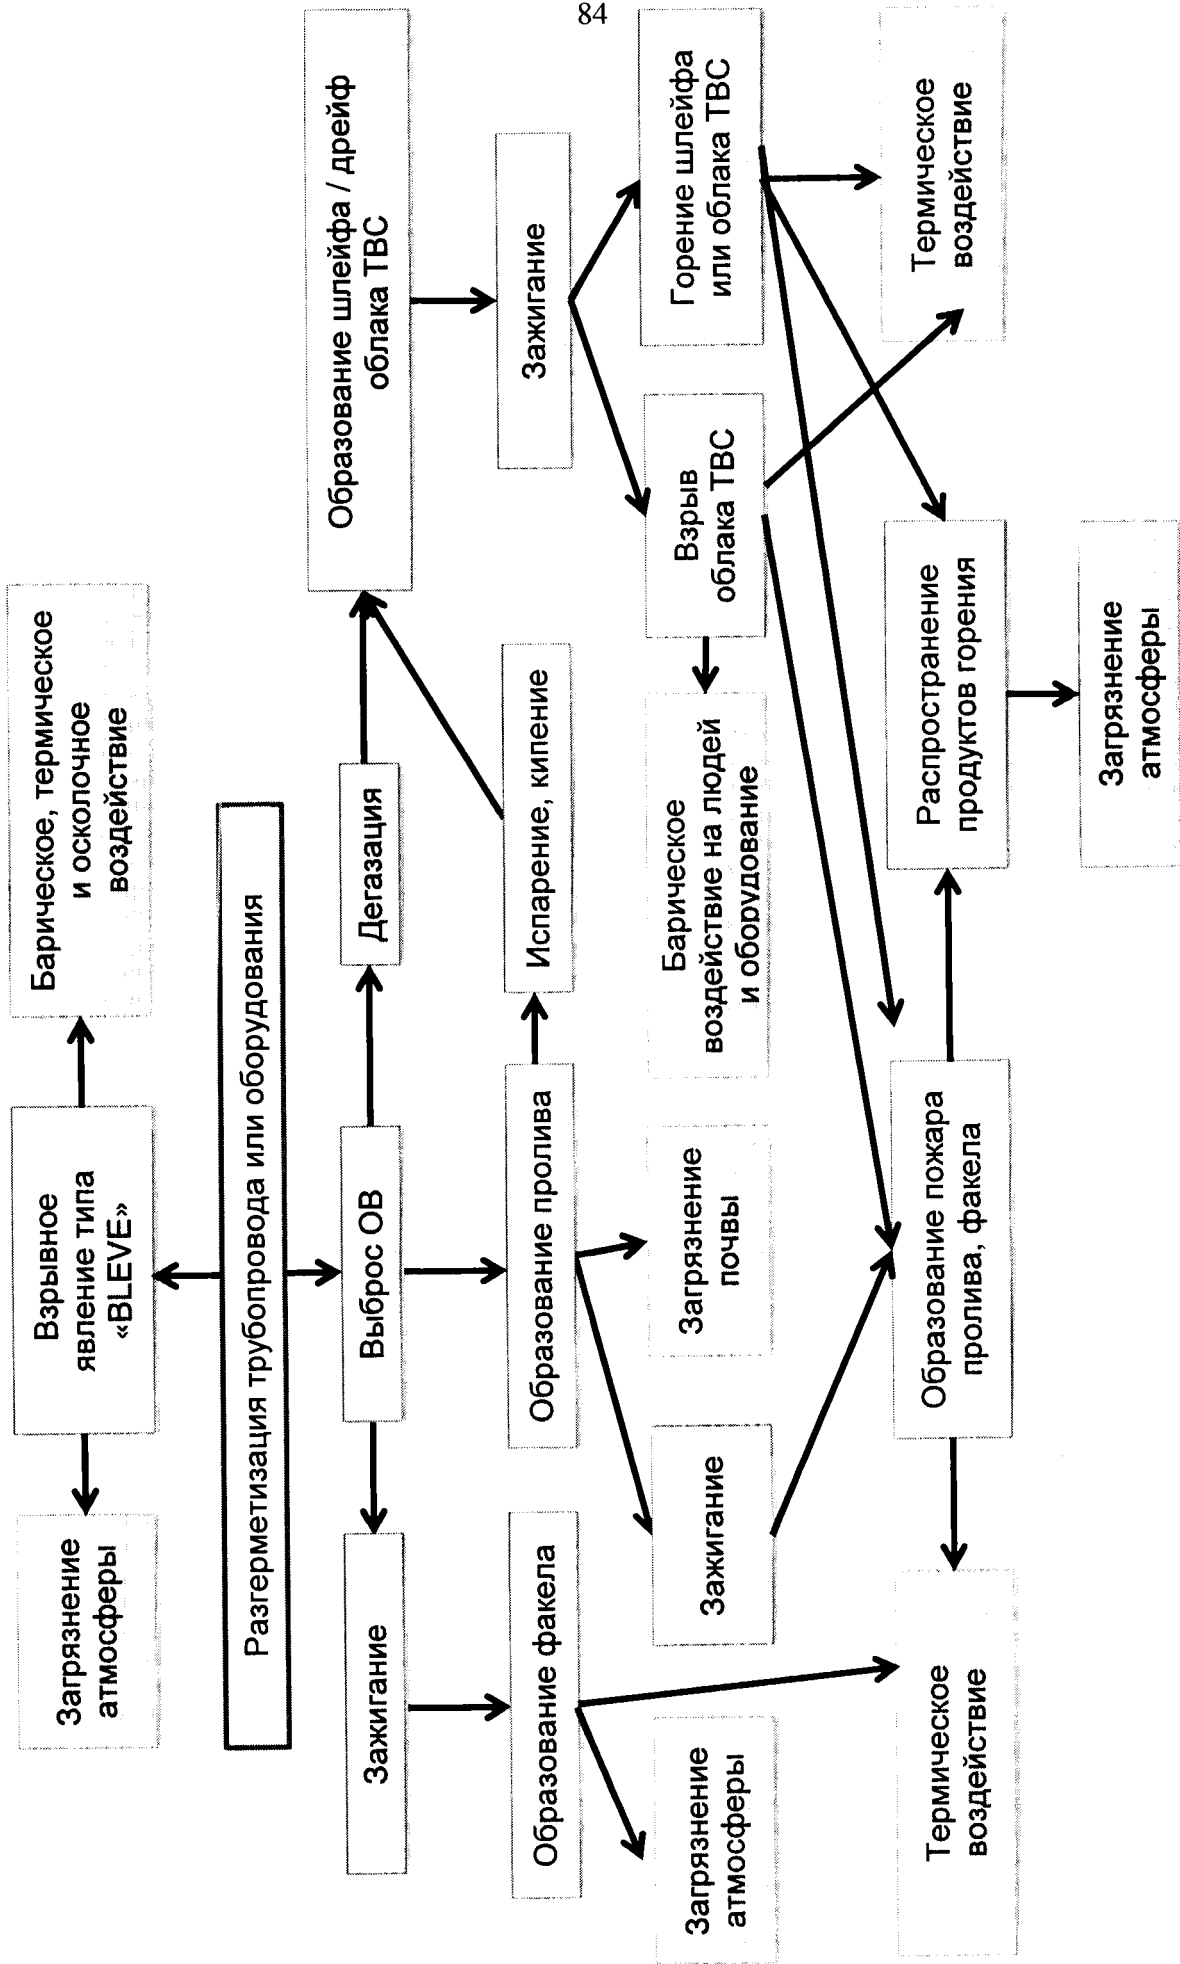 84
Загрязнение
атмосферы
Взрывное
явление типа
«BLEVE»
Барическое, термическое
и осколочное
воздействие
Разгерметизация трубопровода или оборудования
Зажигание
Выброс ОВ
Дегазация
Образование шлейфа / дрейф
облака ТВС
Образование факела
Образование пролива
Испарение, кипение
Зажигание
Загрязнение
атмосферы
Зажигание
Загрязнение
почвы
Барическое
воздействие на людей
и оборудование
Взрыв
облака ТВС
Горение шлейфа
или облака ТВС
Термическое
воздействие
Образование пожара
пролива, факела
Распространение
продуктов горения
Термическое
воздействие
Загрязнение
атмосферы